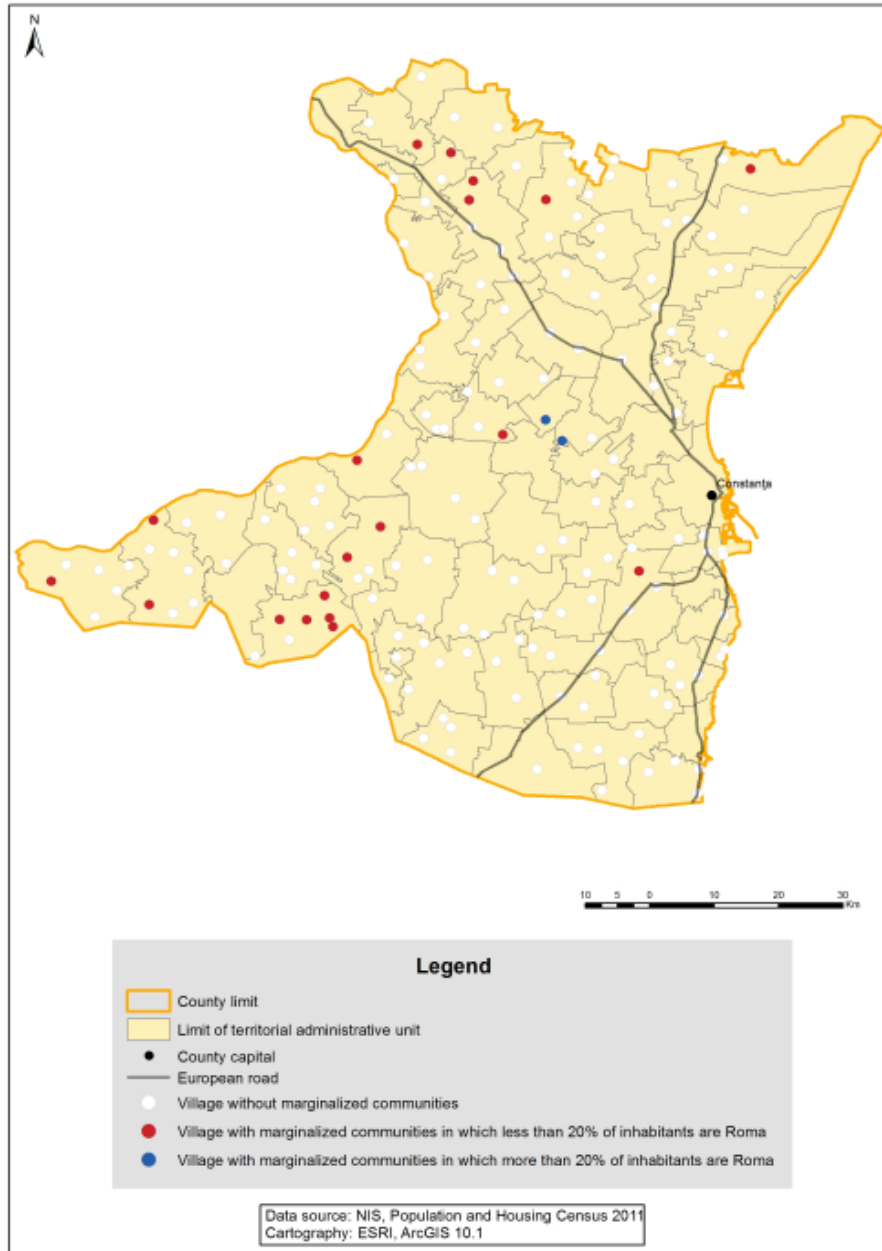 N
Constanţa
10 5 0 10 20 30
Km
Legend
County limit
Limit of territorial administrative unit
County capital
European road
Village without marginalized communities
Village with marginalized communities in which less than 20% of inhabitants are Roma
Village with marginalized communities in which more than 20% of inhabitants are Roma
Data source: NIS, Population and Housing Census 2011
Cartography: ESRI, ArcGIS 10.1